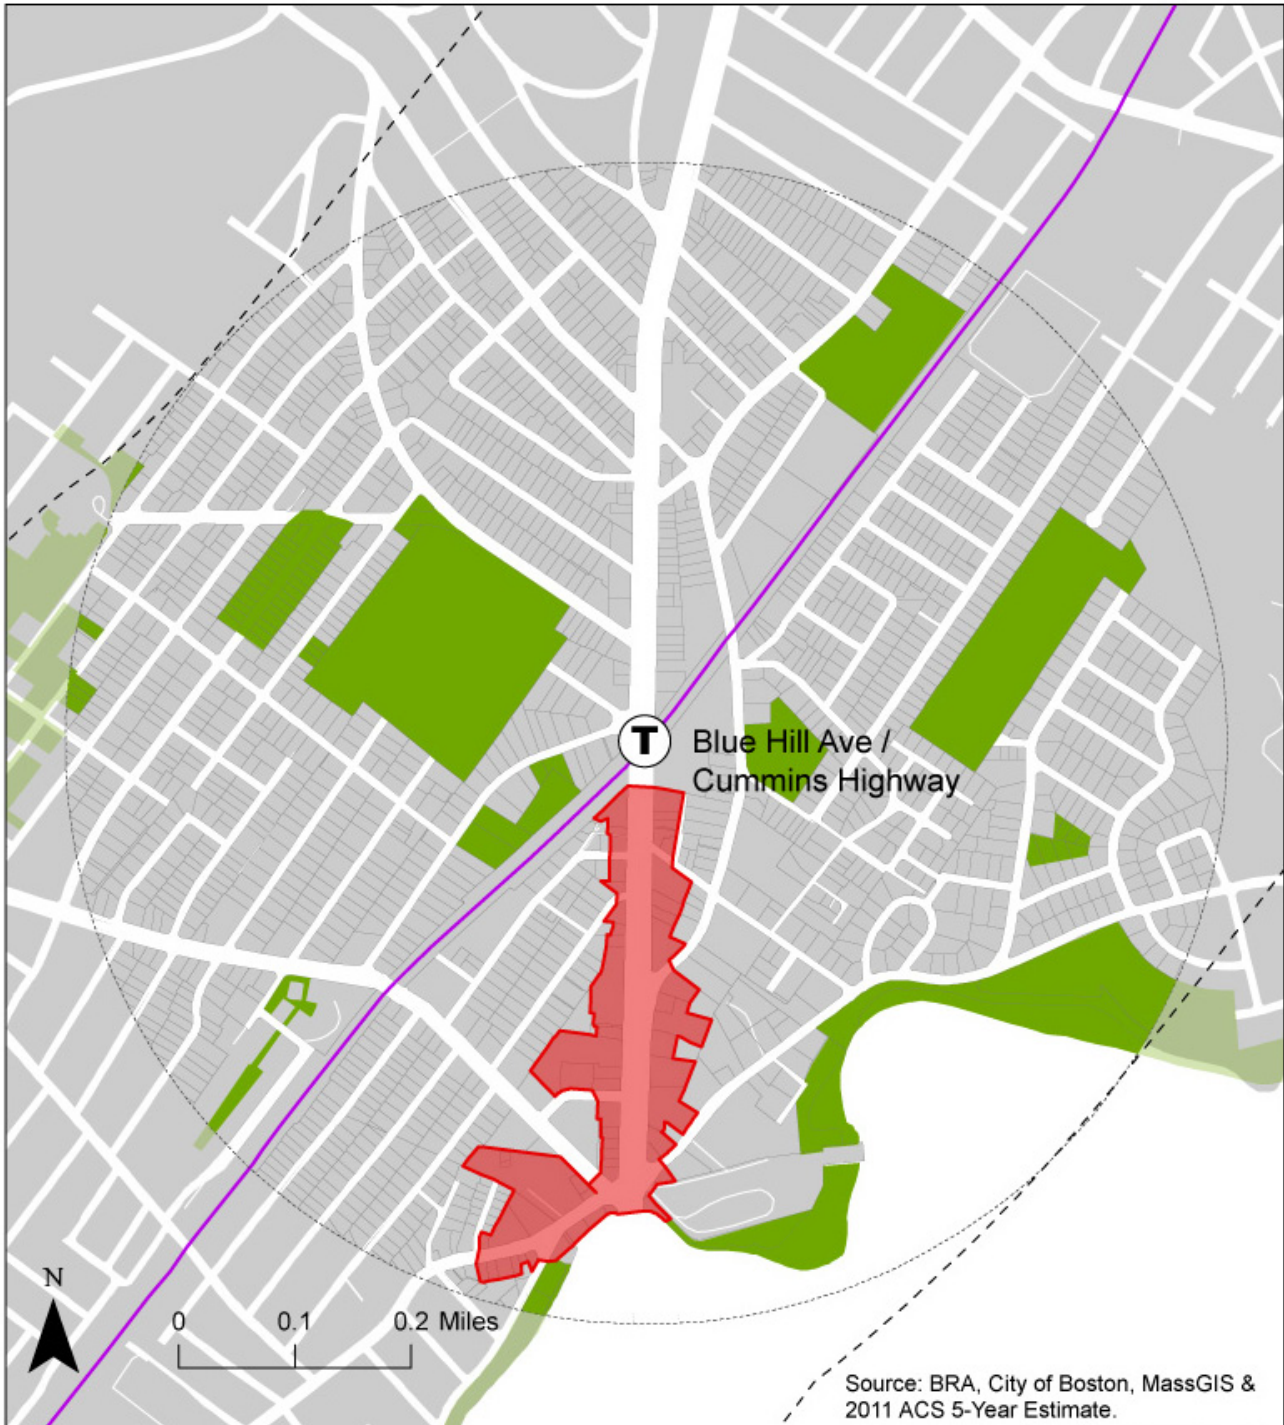 T
Blue Hill Ave /
Cummins Highway
N
0 0.1 0.2 Miles
Source: BRA, City of Boston, MassGIS &
2011 ACS 5-Year Estimate.